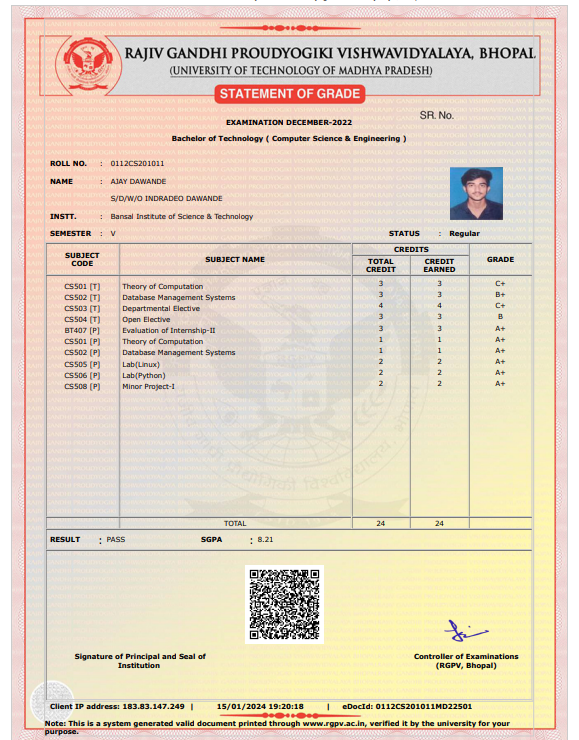 RAJIV GANDHI PROUDYOGIKI VISHWAVIDYALAYA, BHOPAL
(UNIVERSITY OF TECHNOLOGY OF MADHYA PRADESH)
STATEMENT OF GRADE
SR. No.
EXAMINATION DECEMBER-2022
Bachelor of Technology ( Computer Science & Engineering )
ROLL NO. : 0112CS201011
NAME : AJAY DAWANDE
S/D/W/O INDRADEO DAWANDE
INSTT. : Bansal Institute of Science & Technology
SEMESTER : V STATUS : Regular
SUBJECT CODE SUBJECT NAME CREDITS GRADE
TOTAL CREDIT CREDIT EARNED
CS501 [T] Theory of Computation 3 3 C+
CS502 [T] Database Management Systems 3 3 B+
CS503 [T] Departmental Elective 4 4 C+
CS504 [T] Open Elective 3 3 B
BT407 [P] Evaluation of Internship-II 3 3 A+
CS501 [P] Theory of Computation 1 1 A+
CS502 [P] Database Management Systems 1 1 A+
CS505 [P] Lab(Linux) 2 2 A+
CS506 [P] Lab(Python) 2 2 A+
CS508 [P] Minor Project-I 2 2 A+
TOTAL 24 24
RESULT : PASS SGPA : 8.21
Signature of Principal and Seal of Institution
Controller of Examinations
(RGPV, Bhopal)
Client IP address: 183.83.147.249 | 15/01/2024 19:20:18 | eDocId: 0112CS201011MD22501
Note: This is a system generated valid document printed through www.rgpv.ac.in, verified it by the university for your
purpose.